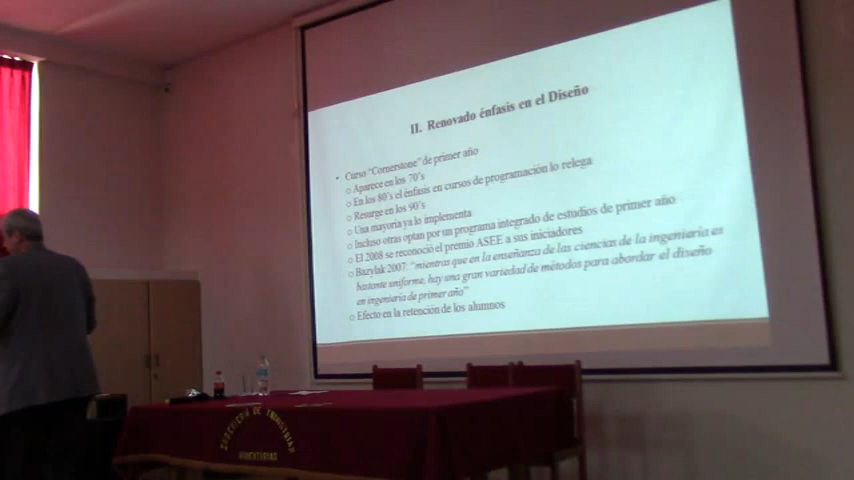 II. Renovado énfasis en el Diseño
• Curso "Cornerstone" de primer año
o Aparece en los 70´s
o En los 80´s el énfasis en cursos de programación lo relega
o Resurge en los 90´s
o Una mayoría ya lo implementa
o Incluso otras optan por un programa integrado de estudios de primer año
o El 2008 se reconoció el premio ASEE a sus iniciadores
o Bazylak 2007: "mientras que en la enseñanza de las ciencias de la ingeniería es
bastante uniforme, hay una gran variedad de métodos para abordar el diseño
en ingeniería de primer año"
o Efecto en la retención de los alumnos
DE